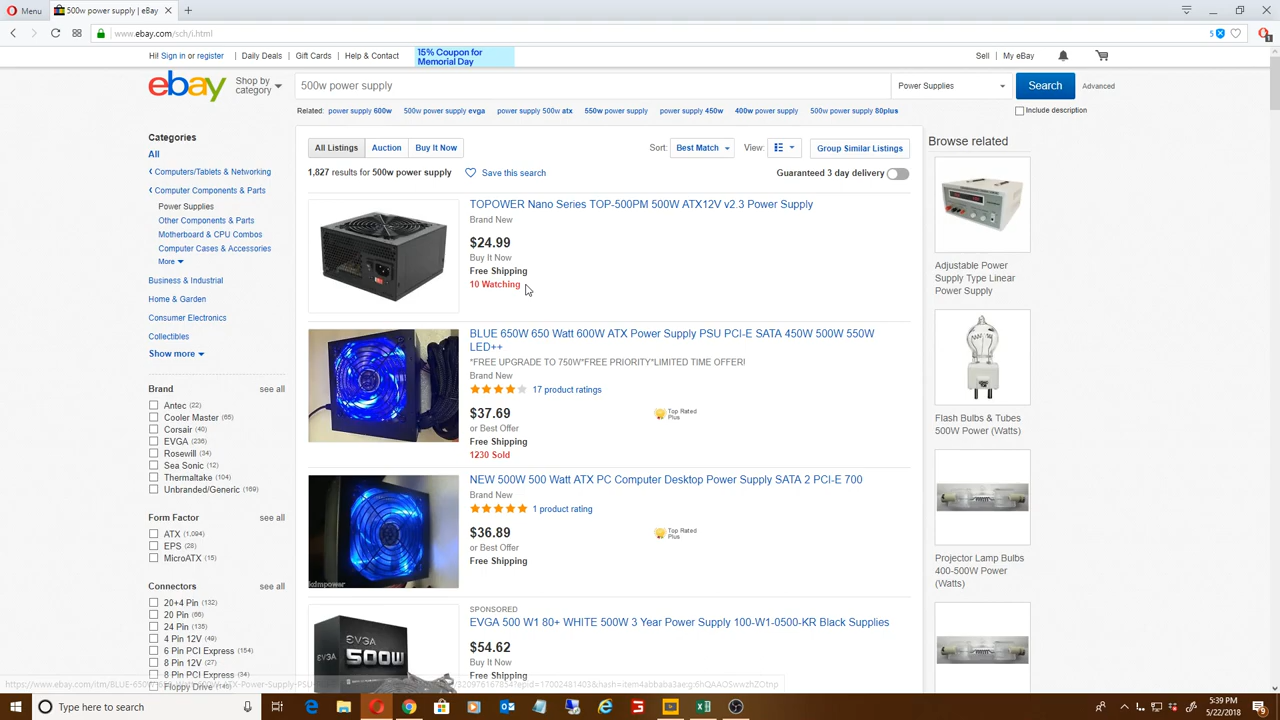 Menu
500w power supply | eBay
www.ebay.com/sch/i.html
5
1
Hi! Sign in or register
Daily Deals
Gift Cards
Help & Contact
15% Coupon for
Memorial Day
Sell
My eBay
ebay
Shop by
category
500w power supply
Power Supplies
Search
Advanced
Related: power supply 600w 500w power supply evga power supply 500w atx 550w power supply power supply 450w 400w power supply 500w power supply 80plus
Include description
Categories
All
Computers/Tablets & Networking
Computer Components & Parts
Power Supplies
Other Components & Parts
Motherboard & CPU Combos
Computer Cases & Accessories
More
Business & Industrial
Home & Garden
Consumer Electronics
Collectibles
Show more
Brand see all
Antec (22)
Cooler Master (65)
Corsair (40)
EVGA (236)
Rosewill (34)
Sea Sonic (12)
Thermaltake (104)
Unbranded/Generic (169)
Form Factor see all
ATX (1,094)
EPS (28)
MicroATX (15)
Connectors see all
20+4 Pin (132)
20 Pin (66)
24 Pin (135)
4 Pin 12V (49)
6 Pin PCI Express (154)
8 Pin 12V (27)
8 Pin PCI Express (34)
Floppy Drive (146)
All Listings
Auction
Buy It Now
Sort: Best Match
View:
Group Similar Listings
1,827 results for 500w power supply
Save this search
Guaranteed 3 day delivery
TOPOWER Nano Series TOP-500PM 500W ATX12V v2.3 Power Supply
Brand New
$24.99
Buy It Now
Free Shipping
10 Watching
BLUE 650W 650 Watt 600W ATX Power Supply PSU PCI-E SATA 450W 500W 550W
LED++
*FREE UPGRADE TO 750W*FREE PRIORITY*LIMITED TIME OFFER!
Brand New
17 product ratings
$37.69
Top Rated
Plus
or Best Offer
Free Shipping
1230 Sold
NEW 500W 500 Watt ATX PC Computer Desktop Power Supply SATA 2 PCI-E 700
Brand New
1 product rating
$36.89
Top Rated
Plus
or Best Offer
Free Shipping
kdmpower
SPONSORED
EVGA 500 W1 80+ WHITE 500W 3 Year Power Supply 100-W1-0500-KR Black Supplies
EVGA
EVGA
500W
$54.62
Buy It Now
Free Shipping
Browse related
Adjustable Power
Supply Type Linear
Power Supply
Flash Bulbs & Tubes
500W Power (Watts)
Projector Lamp Bulbs
400-500W Power
(Watts)
Type here to search
5:39 PM
5/22/2018